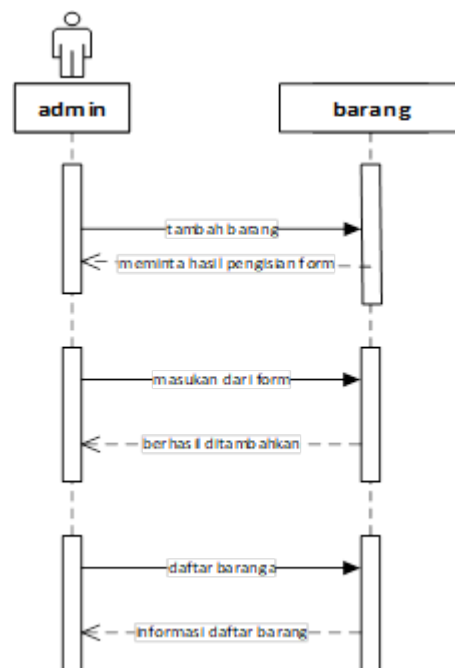 admin
barang
tambah barang
meminta hasil pengisian form
masukan dari form
berhasil ditambahkan
daftar baranga
informasi daftar barang